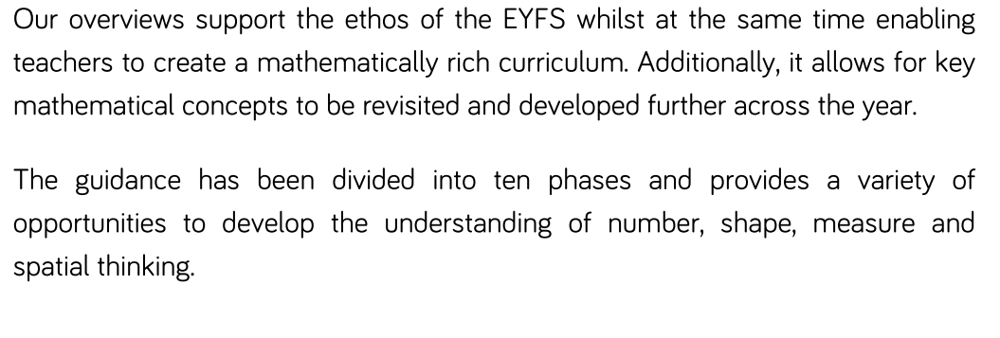 Our overviews support the ethos of the EYFS whilst at the same time enabling
teachers to create a mathematically rich curriculum. Additionally, it allows for key
mathematical concepts to be revisited and developed further across the year.
The guidance has been divided into ten phases and provides a variety of
opportunities to develop the understanding of number, shape, measure and
spatial thinking.